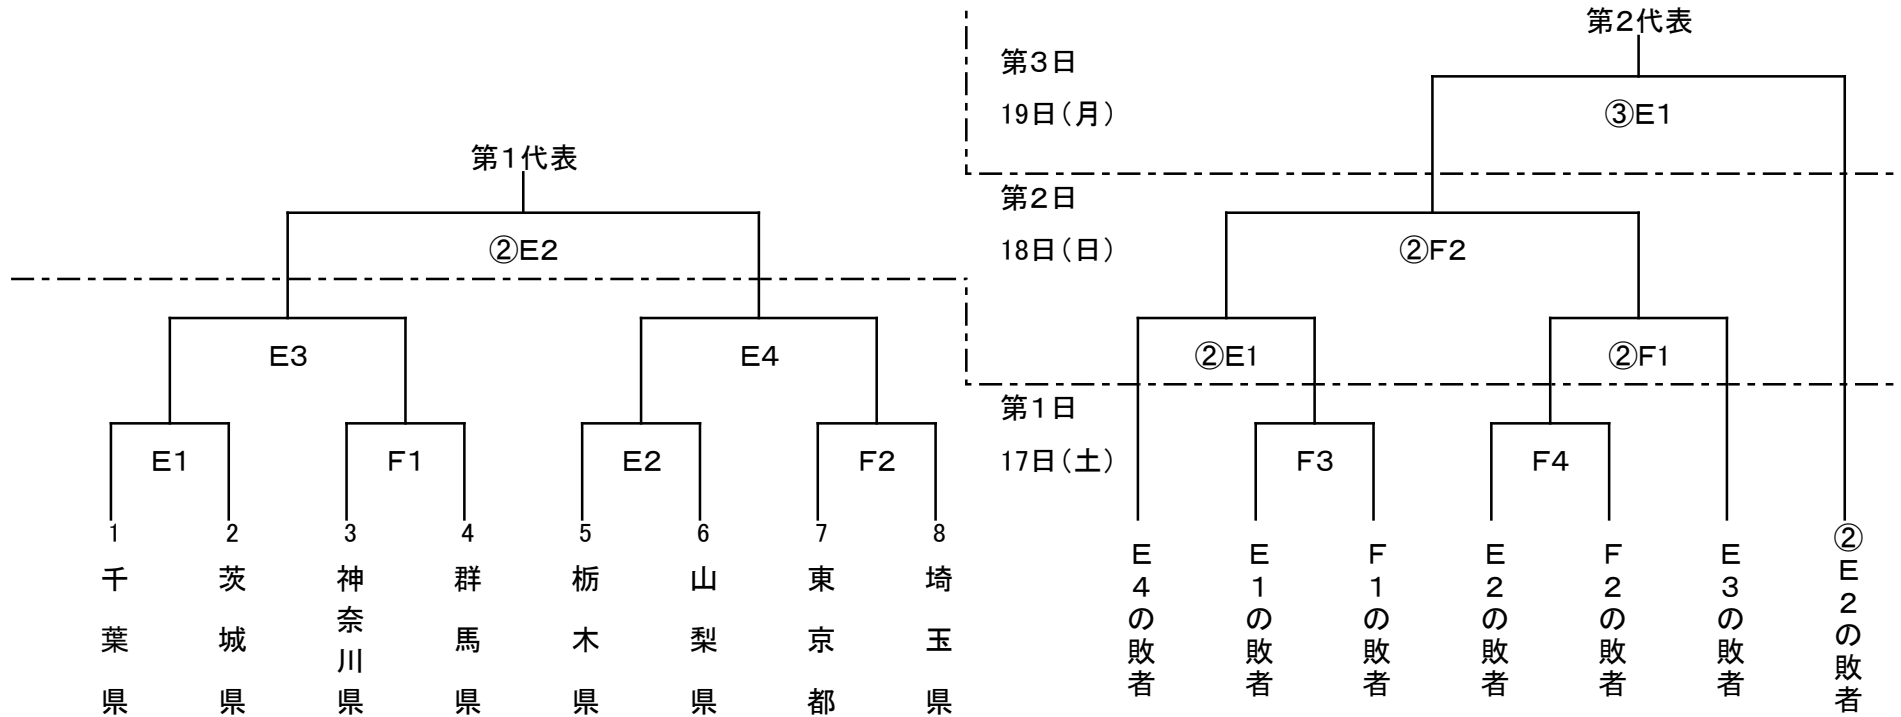 第2代表
第3日
19日(月)
③E1
第1代表
第2日
②E2
18日(日)
②F2
E3
E4
②E1
②F1
第1日
E1
F1
E2
F2
17日(土)
F3
F4
1
千葉県
2
茨城県
3
神奈川県
4
群馬県
5
栃木県
6
山梨県
7
東京都
8
埼玉県
E4の敗者
E1の敗者
F1の敗者
E2の敗者
F2の敗者
E3の敗者
②E2の敗者